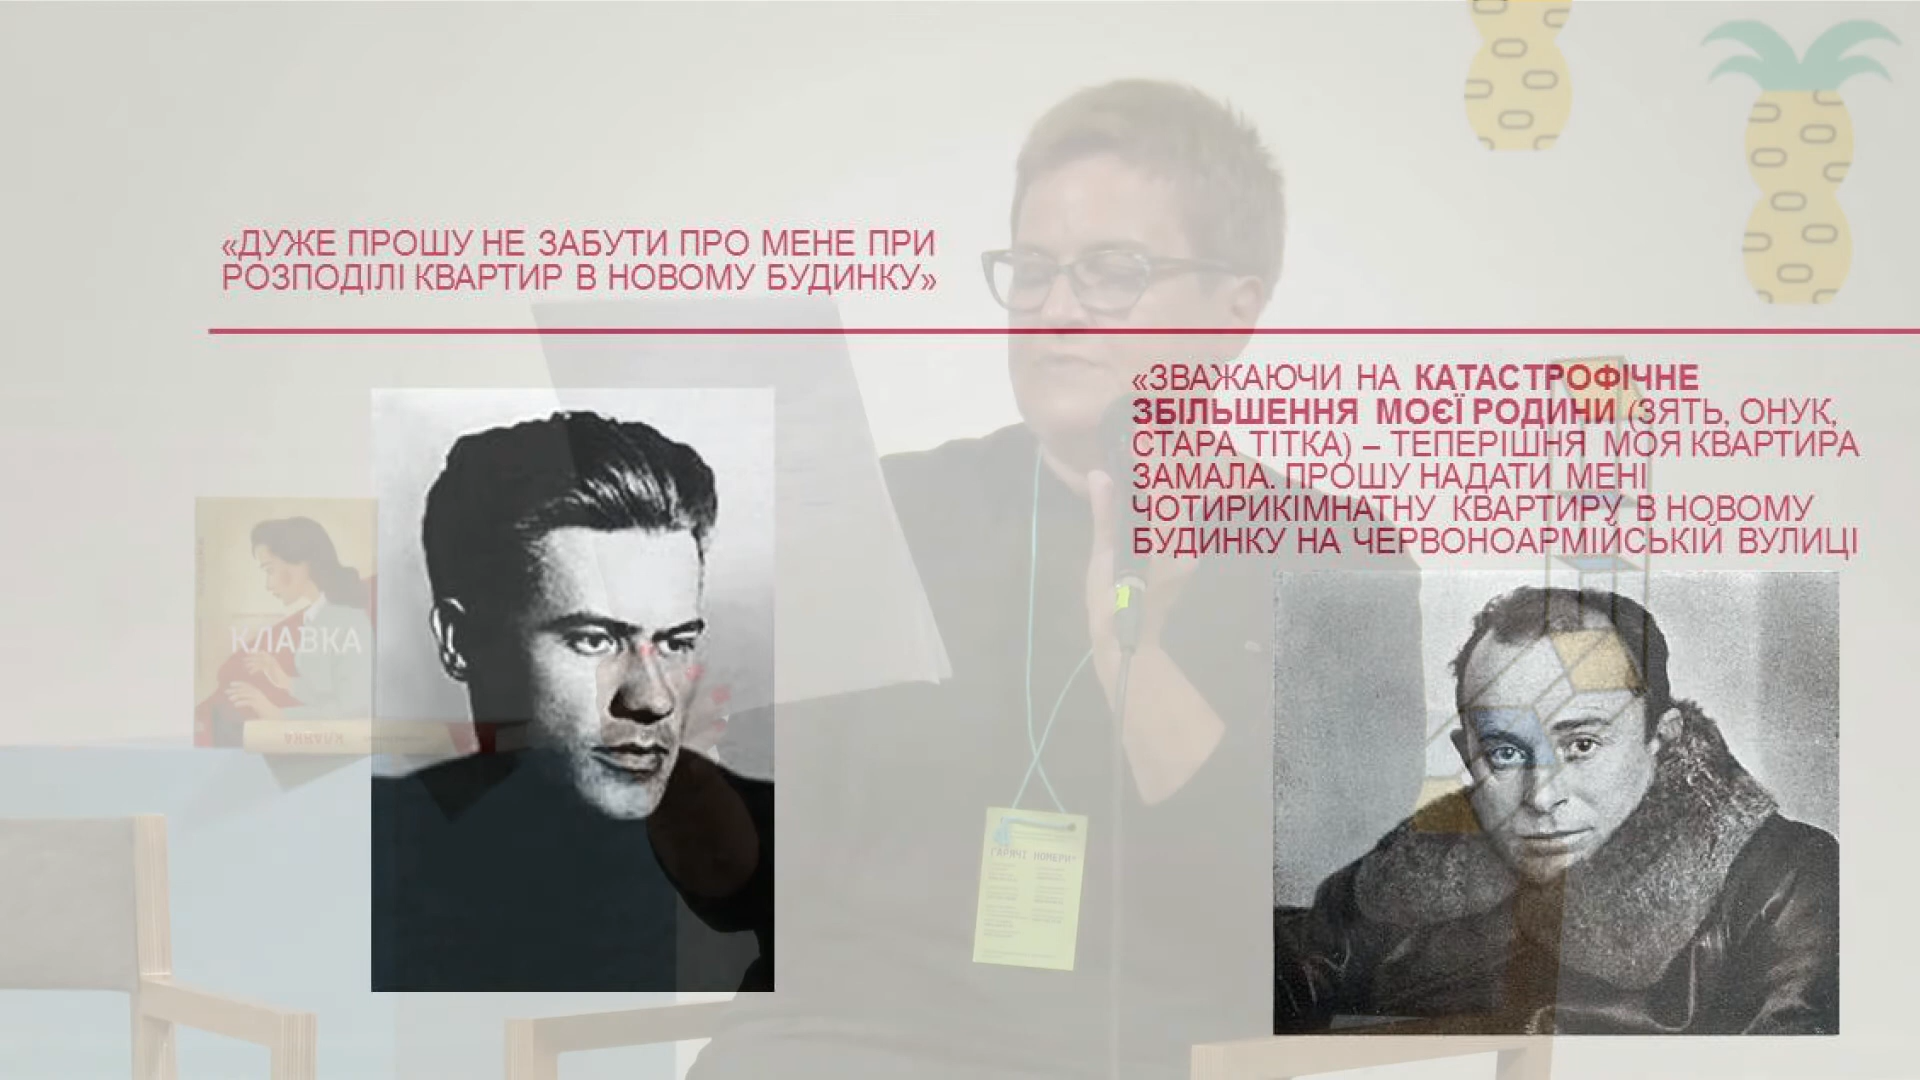 «ДУЖЕ ПРОШУ НЕ ЗАБУТИ ПРО МЕНЕ ПРИ
РОЗПОДІЛІ КВАРТИР В НОВОМУ БУДИНКУ»
«ЗВАЖАЮЧИ НА КАТАСТРОФІЧНЕ
ЗБІЛЬШЕННЯ МОЄЇ РОДИНИ (ЗЯТЬ, ОНУК,
СТАРА ТІТКА) – ТЕПЕРІШНЯ МОЯ КВАРТИРА
ЗАМАЛА. ПРОШУ НАДАТИ МЕНІ
ЧОТИРИКІМНАТНУ КВАРТИРУ В НОВОМУ
БУДИНКУ НА ЧЕРВОНОАРМІЙСЬКІЙ ВУЛИЦІ
КЛАВКА
КЛАВКА
ГАРЯЧІ НОМЕРИ*